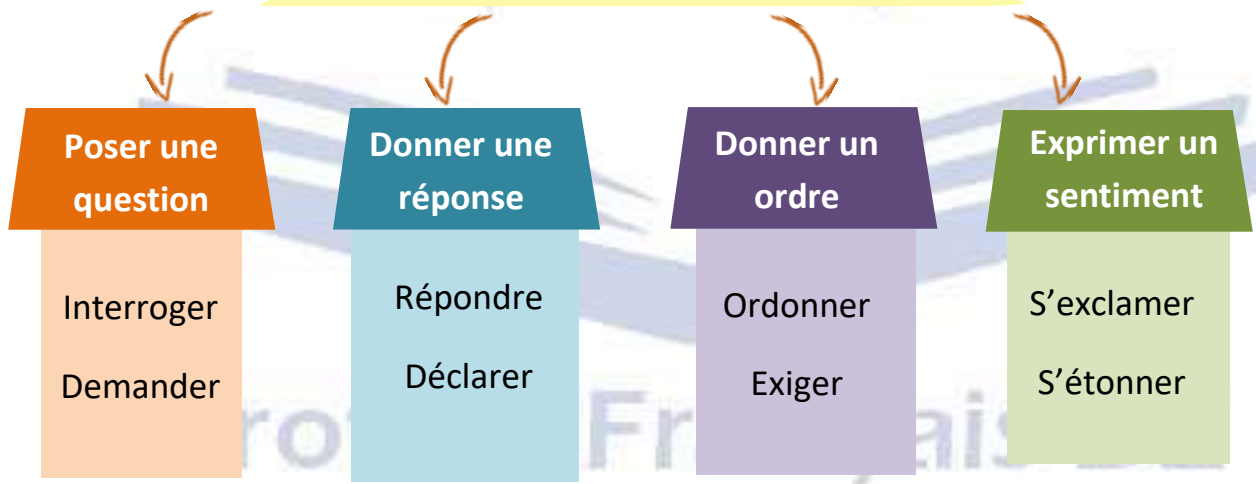 Poser une
question
Interroger
Demander
Donner une
réponse
Répondre
Déclarer
Donner un
ordre
Ordonner
Exiger
Exprimer un
sentiment
S’exclamer
S’étonner